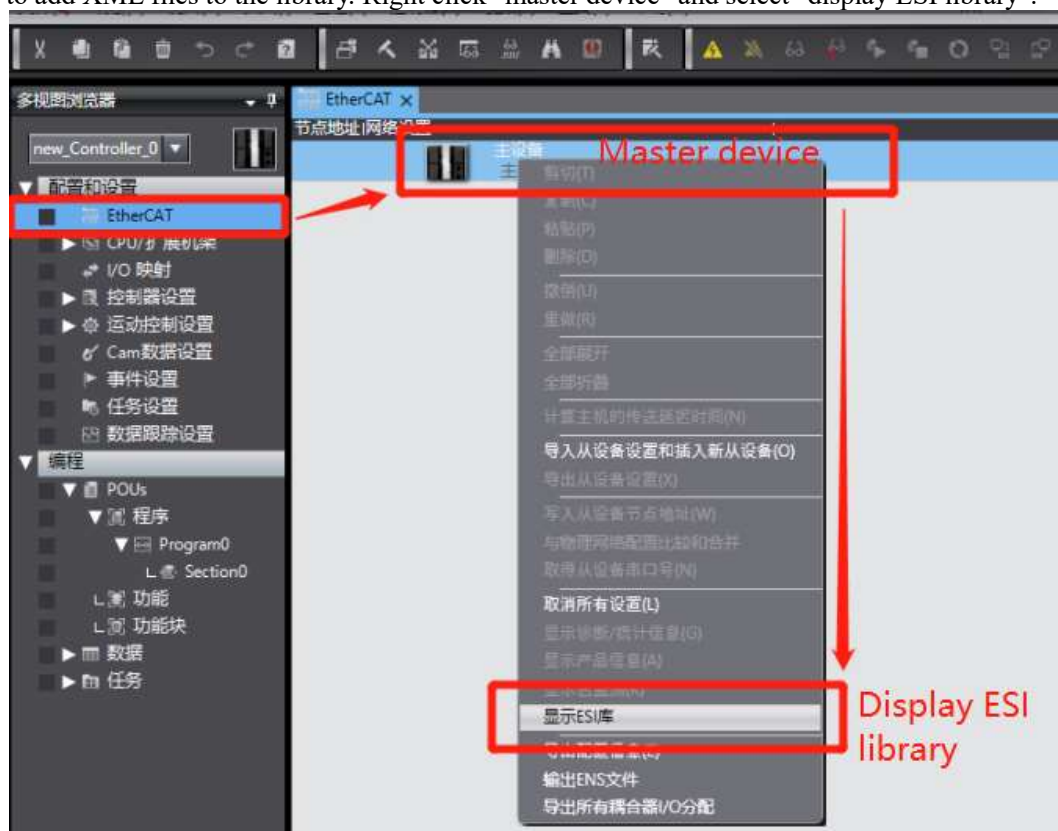 to add XML files to the library. Right click “master device” and select “display ESI library”.
多视图浏览器
EtherCAT
节点地址|网络设置
new_Controller_0
主设备
主
Master device
配置和设置
EtherCAT
CPU/扩展机架
I/O 映射
控制器设置
运动控制设置
Cam数据设置
事件设置
任务设置
数据跟踪设置
编程
POUs
程序
Program0
Section0
功能
功能块
数据
任务
剪切(T)
复制(C)
粘贴(P)
删除(D)
撤销(U)
重做(R)
全部展开
全部折叠
计算主机的传送延迟时间(N)
导入从设备设置和插入新从设备(O)
导出从设备设置(X)
写入从设备节点地址(W)
与物理网络配置比较和合并
取得从设备串口号(N)
取消所有设置(L)
显示诊断/统计信息(G)
显示产品信息(A)
显示ESI库
输出ENS文件
导出所有耦合器I/O分配
Display ESI
library